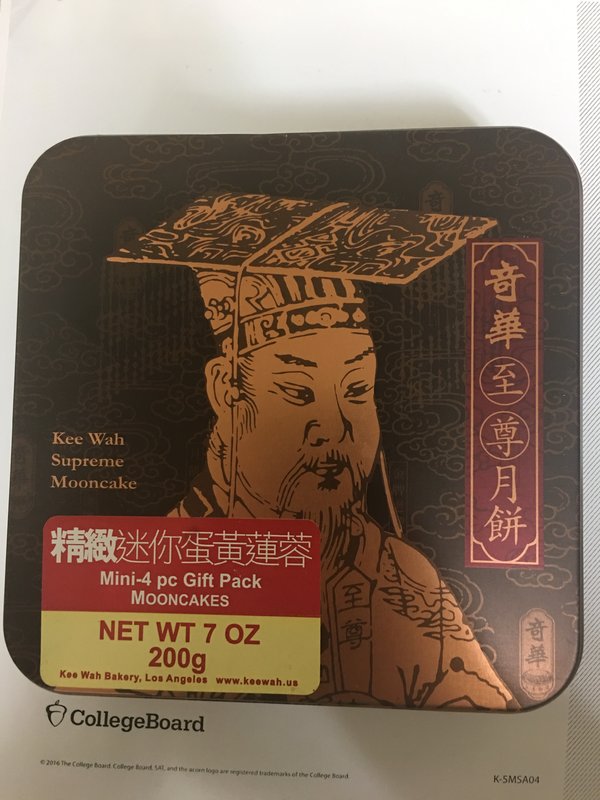 奇華至尊月餅
Kee Wah
Supreme
Mooncake
精緻迷你蛋黃蓮蓉
Mini-4 pc Gift Pack
MOONCAKES
NET WT 7 OZ
200g
Kee Wah Bakery, Los Angeles www.keewah.us
至尊
奇華
CollegeBoard
© 2016 The College Board. College Board, SAT, and the acorn logo are registered trademarks of the College Board.
K-5MSA04